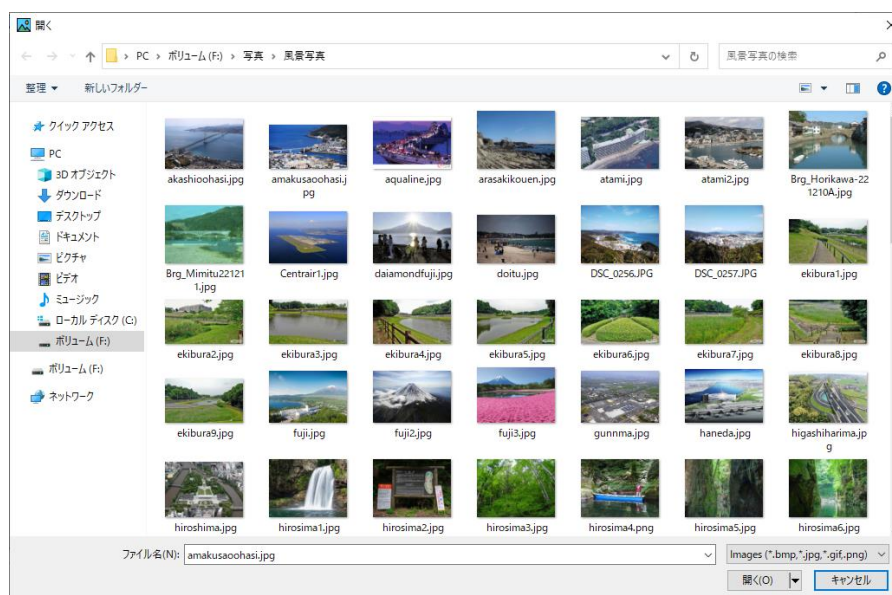 開く
PC › ボリューム (F:) › 写真 › 風景写真
風景写真の検索
整理 新しいフォルダー
クイック アクセス
PC
3D オブジェクト
ダウンロード
デスクトップ
ドキュメント
ピクチャ
ビデオ
ミュージック
ローカル ディスク (C:)
ボリューム (F:)
ボリューム (F:)
ネットワーク
akashioohasi.jpg amakusaoohasi.j aqualine.jpg arasakikouen.jpg atami.jpg atami2.jpg Brg_Horikawa-22
pg 1210A.jpg
Brg_Mimitu22121 Centrair1.jpg daiamondfuji.jpg doitu.jpg DSC_0256.JPG DSC_0257.JPG ekibura1.jpg
1.jpg
ekibura2.jpg ekibura3.jpg ekibura4.jpg ekibura5.jpg ekibura6.jpg ekibura7.jpg ekibura8.jpg
ekibura9.jpg fuji.jpg fuji2.jpg fuji3.jpg gunnma.jpg haneda.jpg higashiharima.jp
g
hiroshima.jpg hirosima1.jpg hirosima2.jpg hirosima3.jpg hirosima4.png hirosima5.jpg hirosima6.jpg
ファイル名(N): amakusaoohasi.jpg Images (*.bmp,*.jpg,*.gif,.png)
開く(O) キャンセル